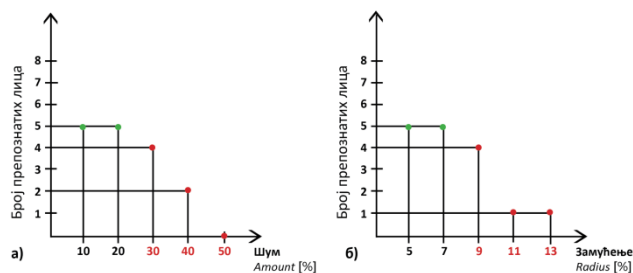 Број препознатих лица
8
7
6
5
4
3
2
1
10 20 30 40 50
Шум
Amount [%]
а)
Број препознатих лица
8
7
6
5
4
3
2
1
5 7 9 11 13
Замућење
Radius [%]
б)